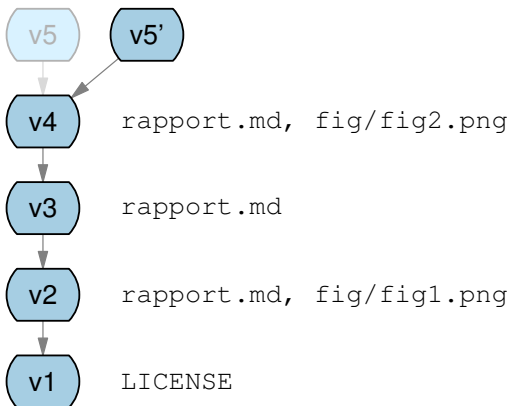 v5 v5'
v4 rapport.md, fig/fig2.png
v3 rapport.md
v2 rapport.md, fig/fig1.png
v1 LICENSE